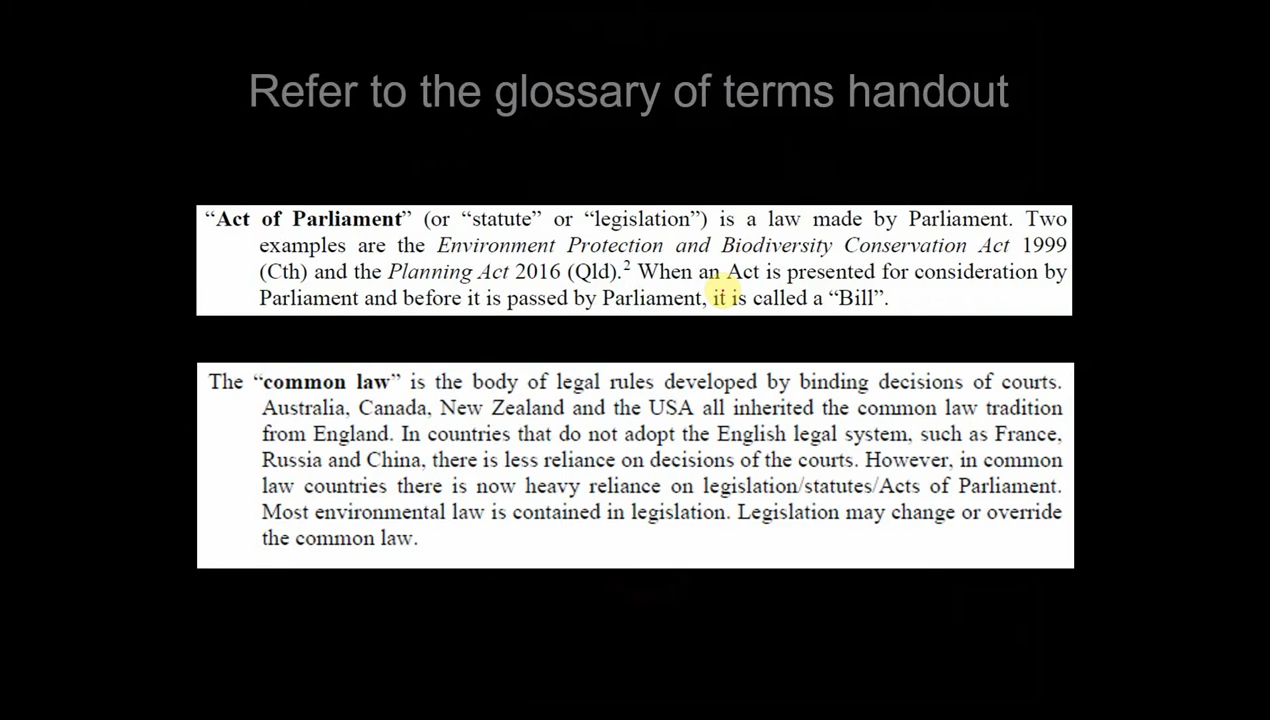 Refer to the glossary of terms handout
“Act of Parliament” (or “statute” or “legislation”) is a law made by Parliament. Two
examples are the Environment Protection and Biodiversity Conservation Act 1999
(Cth) and the Planning Act 2016 (Qld).2 When an Act is presented for consideration by
Parliament and before it is passed by Parliament, it is called a “Bill”.
The “common law” is the body of legal rules developed by binding decisions of courts.
Australia, Canada, New Zealand and the USA all inherited the common law tradition
from England. In countries that do not adopt the English legal system, such as France,
Russia and China, there is less reliance on decisions of the courts. However, in common
law countries there is now heavy reliance on legislation/statutes/Acts of Parliament.
Most environmental law is contained in legislation. Legislation may change or override
the common law.